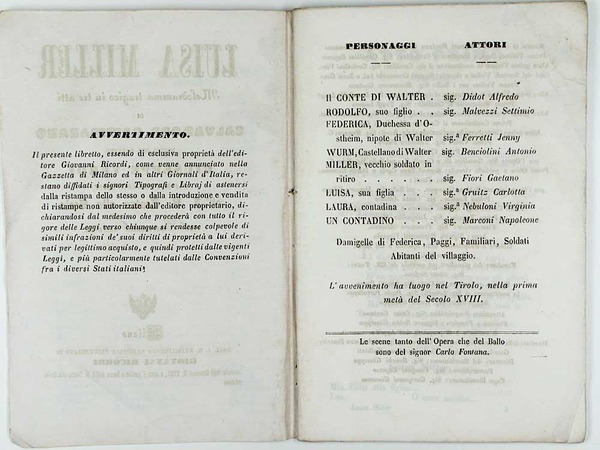 AVVERTIMENTO.
Il presente libretto, essendo di esclusiva proprietà dell'edi-
tore Giovanni Ricordi, come venne annunciato nella
Gazzetta di Milano ed in altri Giornali d'Italia, re-
stano diffidati i signori Tipografi e Libraj di astenersi
dalla ristampa dello stesso o dalla introduzione e vendita
di ristampe non autorizzate dall'editore proprietario, di-
chiarandosi dal medesimo che procederà con tutto il ri-
gore delle Leggi verso chiunque si rendesse colpevole di
simili infrazioni de' suoi diritti di proprietà a lui deri-
vati per legittimo acquisto, e quindi protetti dalle vigenti
Leggi, e più particolarmente tutelati dalle Convenzioni
fra i diversi Stati italiani
PERSONAGGI ATTORI
Il CONTE DI WALTER . sig. Didot Alfredo
RODOLFO, suo figlio . . sig. Malvezzi Settimio
FEDERICA, Duchessa d'O-
stheim, nipote di Walter sig.a Ferretti Jenny
WURM, Castellano di Walter sig. Benciolini Antonio
MILLER, vecchio soldato in
ritiro . . . . . . sig. Fiori Gaetano
LUISA, sua figlia . . . sig.a Gruitz Carlotta
LAURA, contadina . . . sig.a Nebuloni Virginia
UN CONTADINO . . . sig. Marconi Napoleone
Damigelle di Federica, Paggi, Familiari, Soldati
Abitanti del villaggio.
L'avvenimento ha luogo nel Tirolo, nella prima
metà del Secolo XVIII.
Le scene tanto dell'Opera che del Ballo
sono del signor Carlo Fontana.